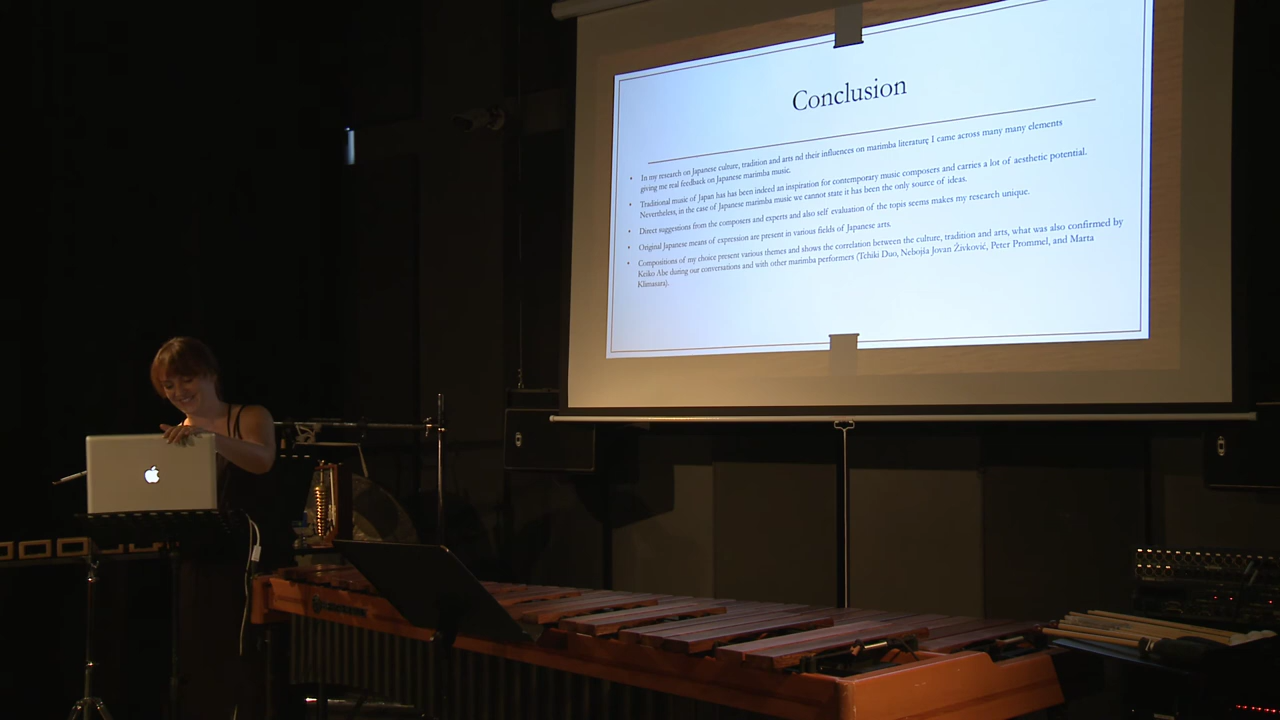 Conclusion
In my research on Japanese culture, tradition and arts nd their influences on marimba literature I came across many many elements
giving me real feedback on Japanese marimba music.
Traditional music of Japan has has been indeed an inspiration for contemporary music composers and carries a lot of aesthetic potential.
Nevertheless, in the case of Japanese marimba music we cannot state it has been the only source of ideas.
Direct suggestions from the composers and experts and also self evaluation of the topis seems makes my research unique.
Original Japanese means of expression are present in various fields of Japanese arts.
Compositions of my choice present various themes and shows the correlation between the culture, tradition and arts, what was also confirmed by
Keiko Abe during our conversations and with other marimba performers (Tchiki Duo, Nebojša Jovan Živković, Peter Prommel, and Marta
Klimasara).